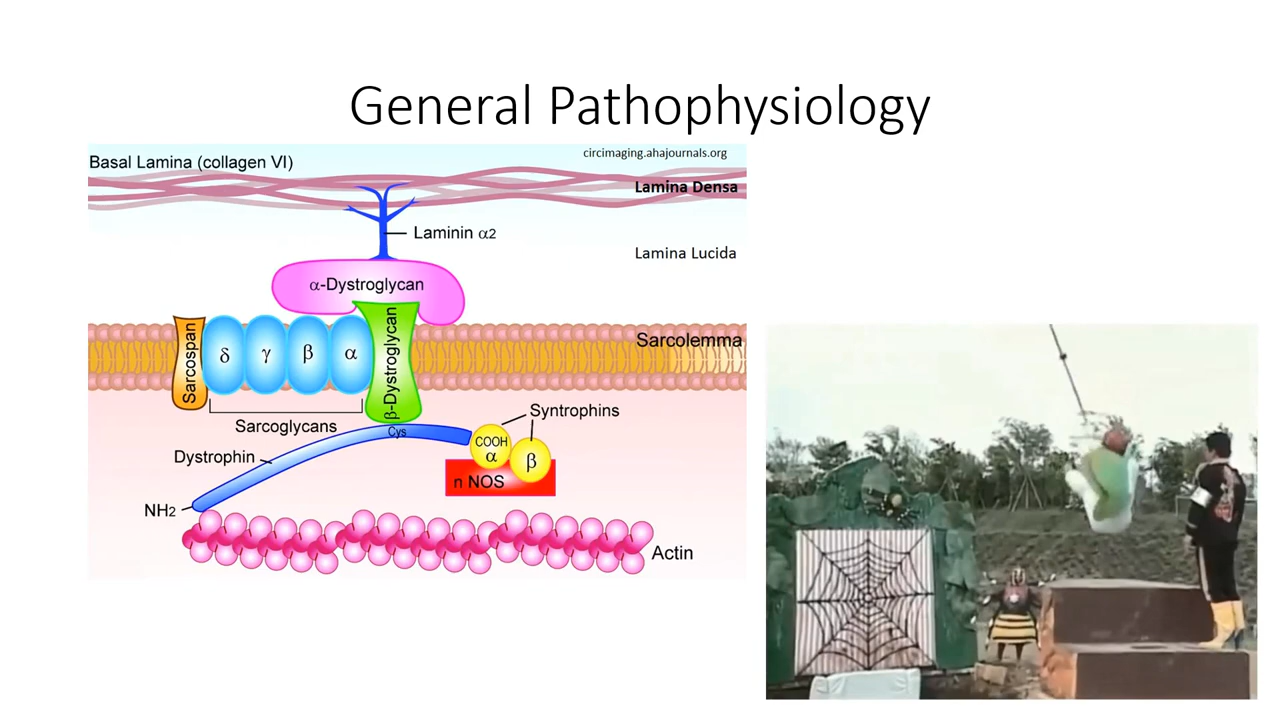 General Pathophysiology
circimaging.ahajournals.org
Basal Lamina (collagen VI)
Lamina Densa
Laminin α2
Lamina Lucida
α-Dystroglycan
Sarcospan
δ
γ
β
α
β-Dystroglycan
Sarcolemma
Sarcoglycans
Syntrophins
Cys
COOH
α
β
Dystrophin
n NOS
NH2
Actin